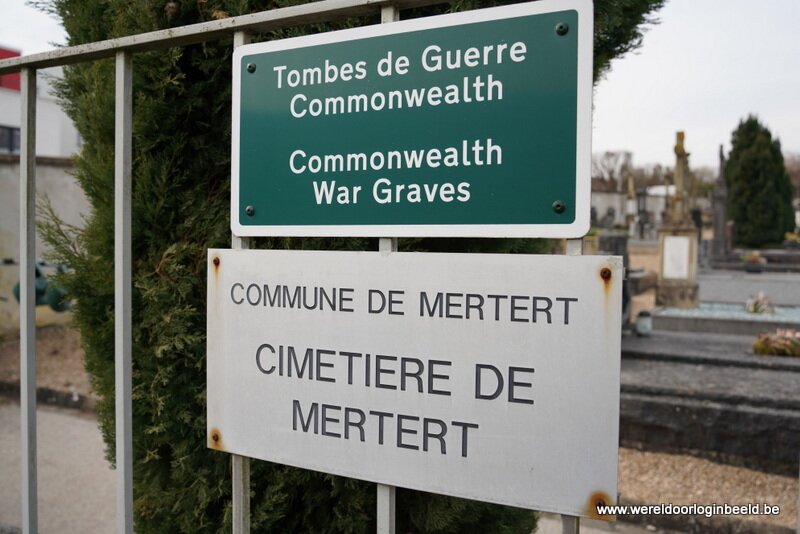 Tombes de Guerre
Commonwealth
Commonwealth
War Graves
COMMUNE DE MERTERT
CIMETIERE DE
MERTERT
www.wereldoorloginbeeld.be